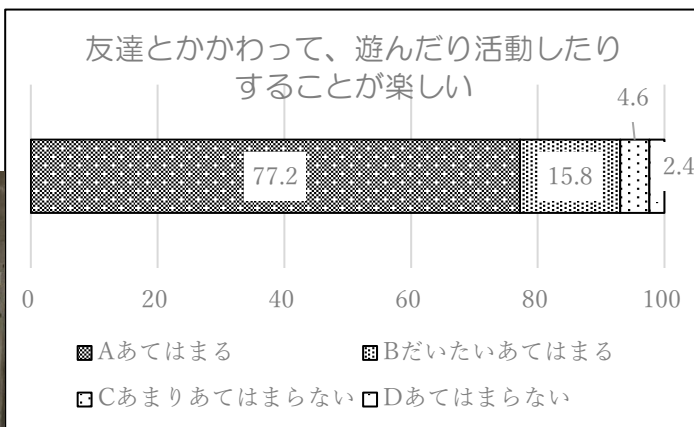 友達とかかわって、遊んだり活動したり
することが楽しい
4.6
77.2
15.8
2.4
0 20 40 60 80 100
Aあてはまる Bだいたいあてはまる
Cあまりあてはまらない Dあてはまらない